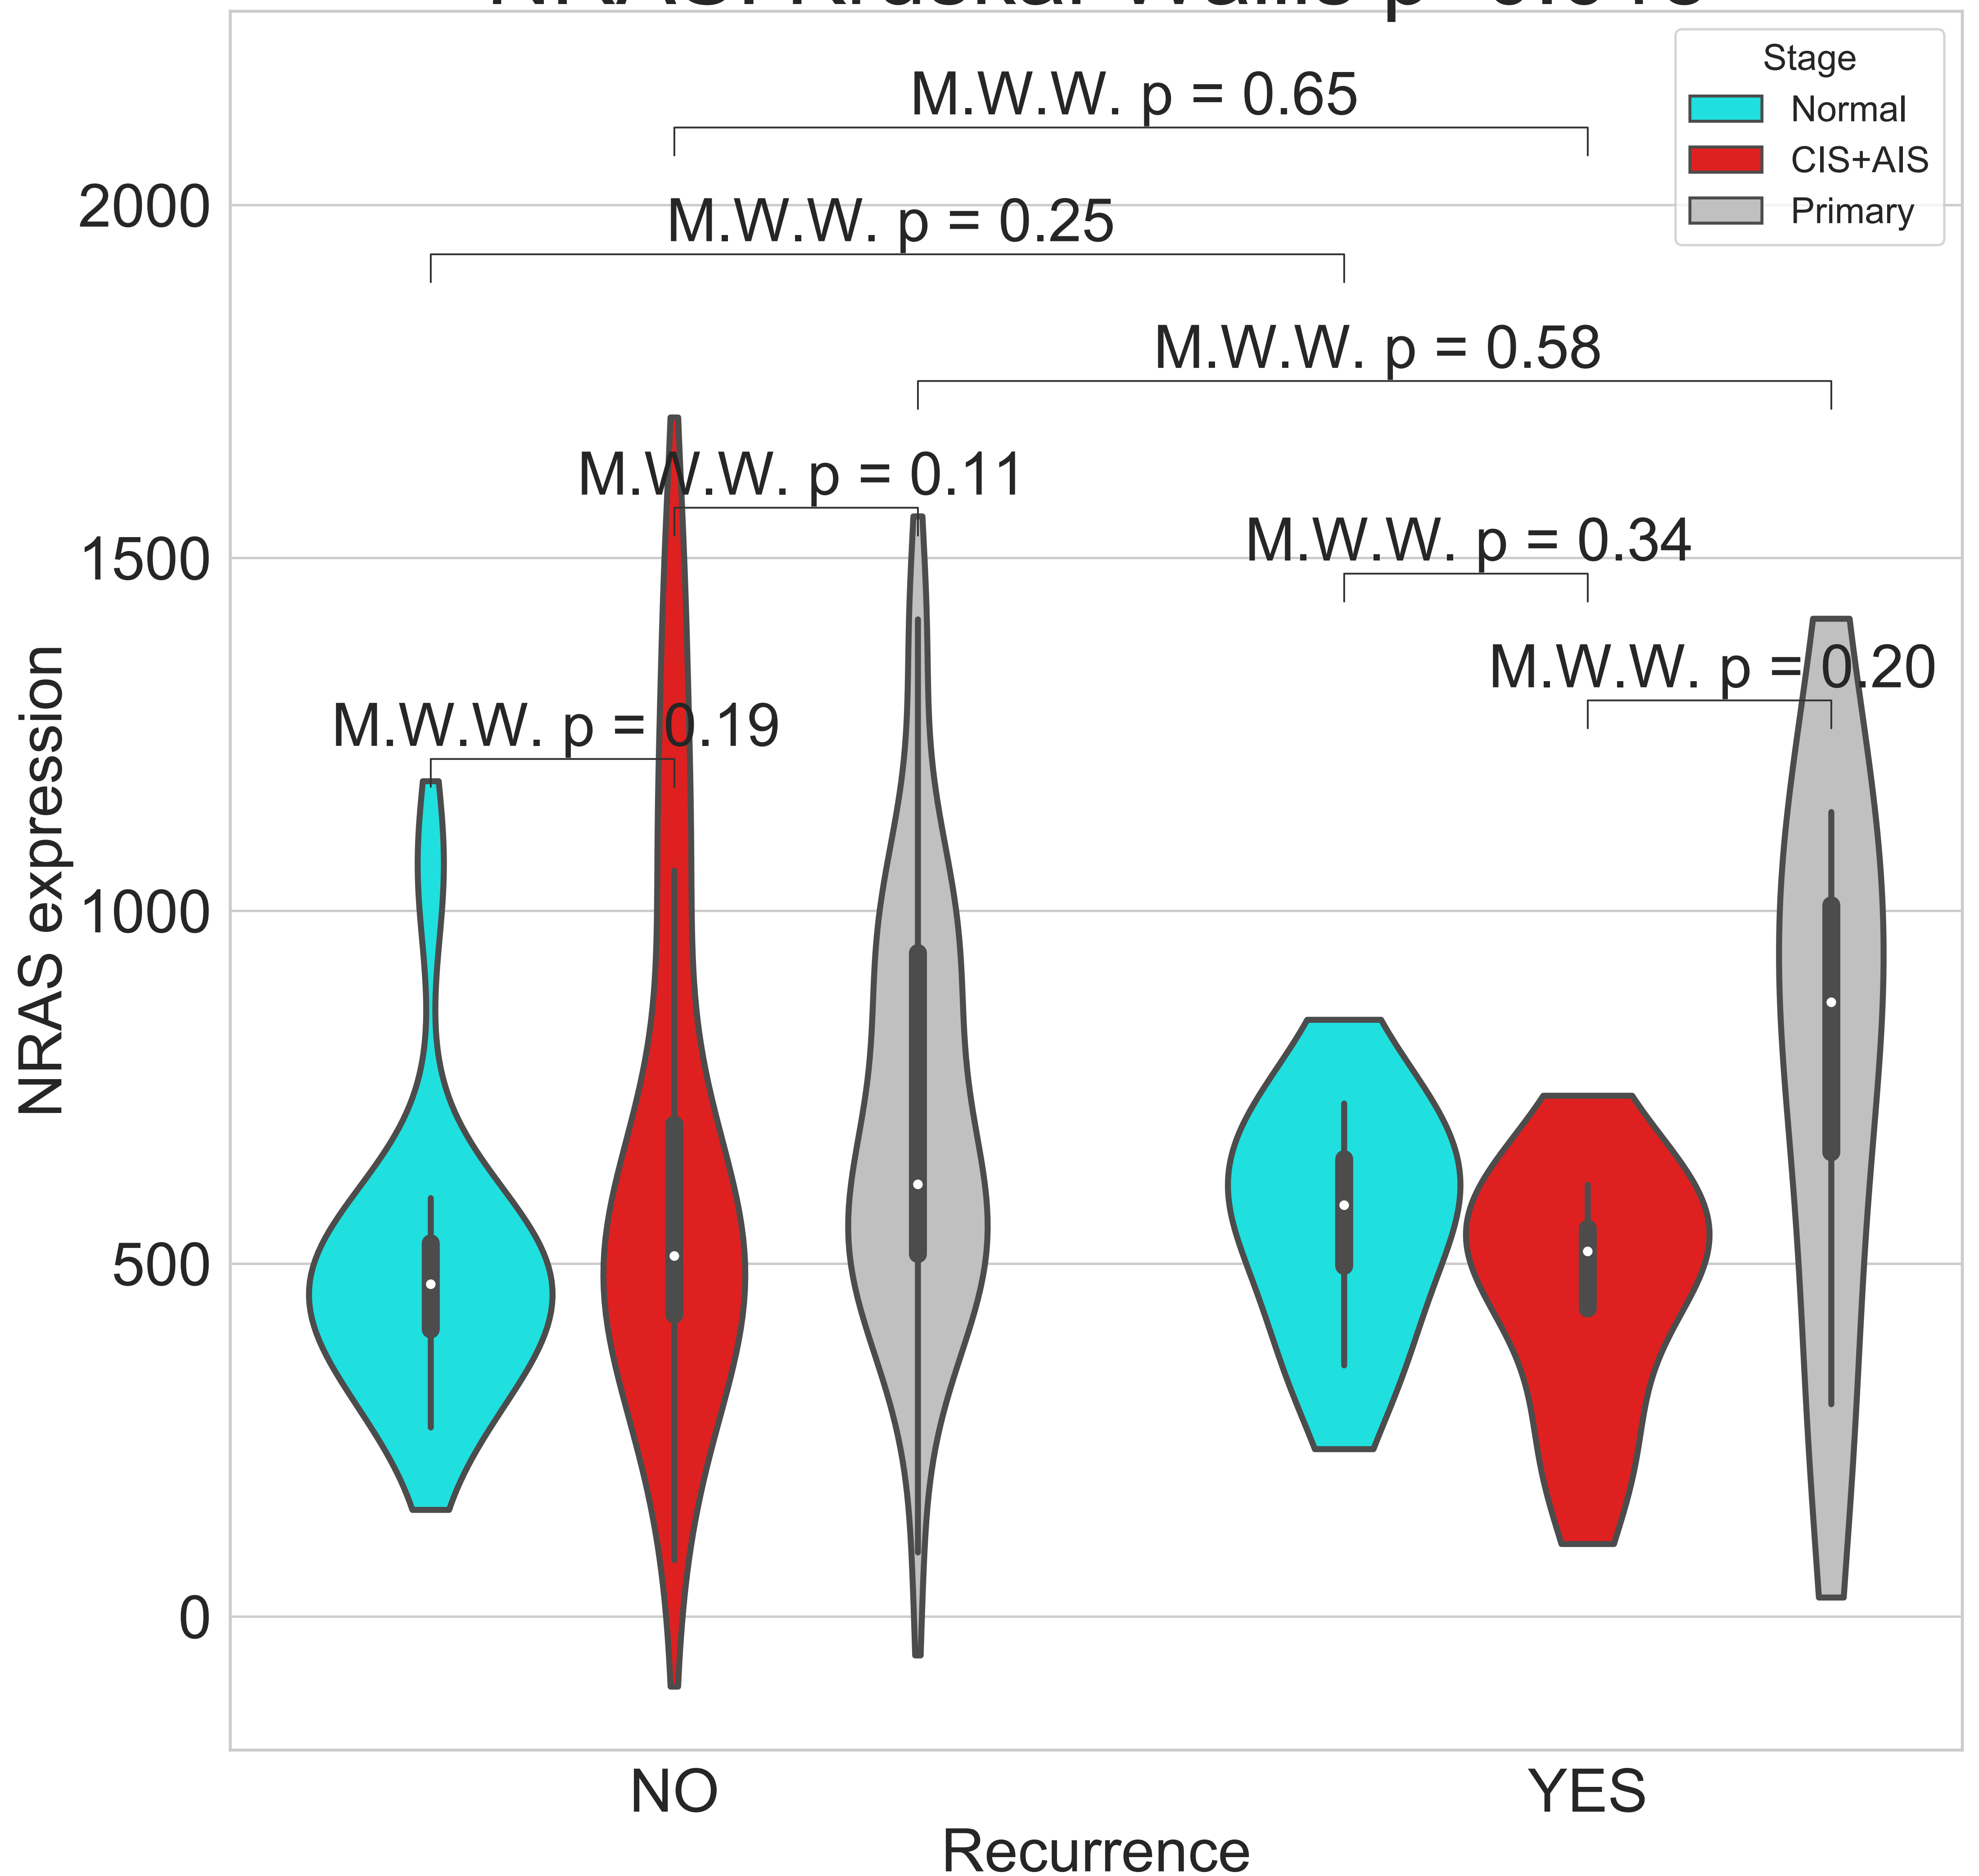 Stage
Normal
CIS+AIS
Primary
M.W.W. p = 0.65
M.W.W. p = 0.25
M.W.W. p = 0.58
M.W.W. p = 0.11
M.W.W. p = 0.34
M.W.W. p = 0.20
M.W.W. p = 0.19
2000
1500
1000
500
0
NRAS expression
NO
YES
Recurrence